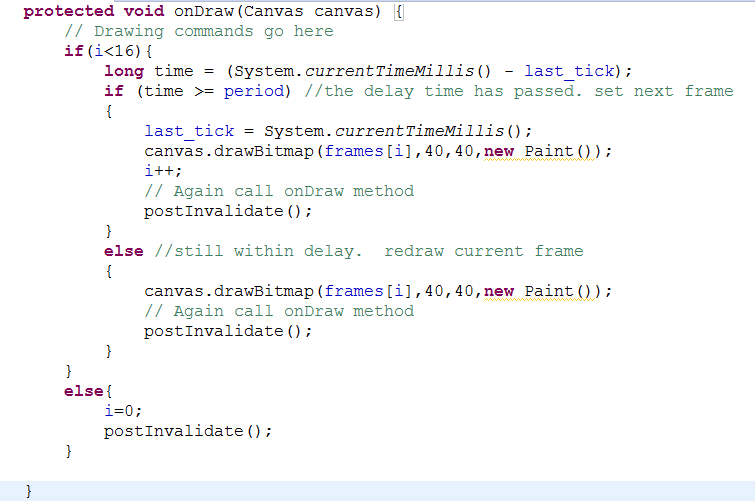 protected void onDraw(Canvas canvas) {
// Drawing commands go here
if(i<16){
long time = (System.currentTimeMillis() - last_tick);
if (time >= period) //the delay time has passed. set next frame
{
last_tick = System.currentTimeMillis();
canvas.drawBitmap(frames[i],40,40,new Paint());
i++;
// Again call onDraw method
postInvalidate();
}
else //still within delay.  redraw current frame
{
canvas.drawBitmap(frames[i],40,40,new Paint());
// Again call onDraw method
postInvalidate();
}
}
else{
i=0;
postInvalidate();
}
}